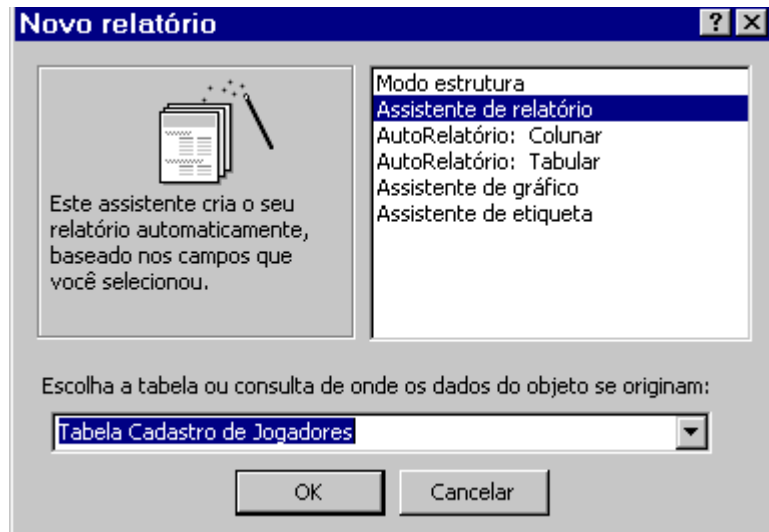 Novo relatório
Modo estrutura
Assistente de relatório
AutoRelatório: Colunar
AutoRelatório: Tabular
Assistente de gráfico
Assistente de etiqueta
Este assistente cria o seu
relatório automaticamente,
baseado nos campos que
você selecionou.
Escolha a tabela ou consulta de onde os dados do objeto se originam:
Tabela Cadastro de Jogadores
OK
Cancelar